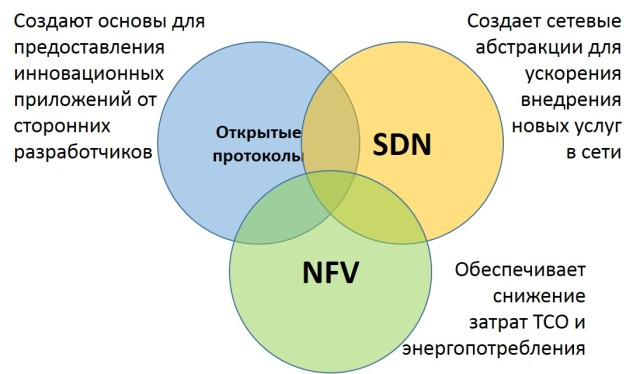 Создают основы для
предоставления
инновационных
приложений от
сторонних
разработчиков
Создает сетевые
абстракции для
ускорения
внедрения
новых услуг
в сети
Открытые
протоколы
SDN
NFV
Обеспечивает
снижение
затрат TCO и
энергопотребления